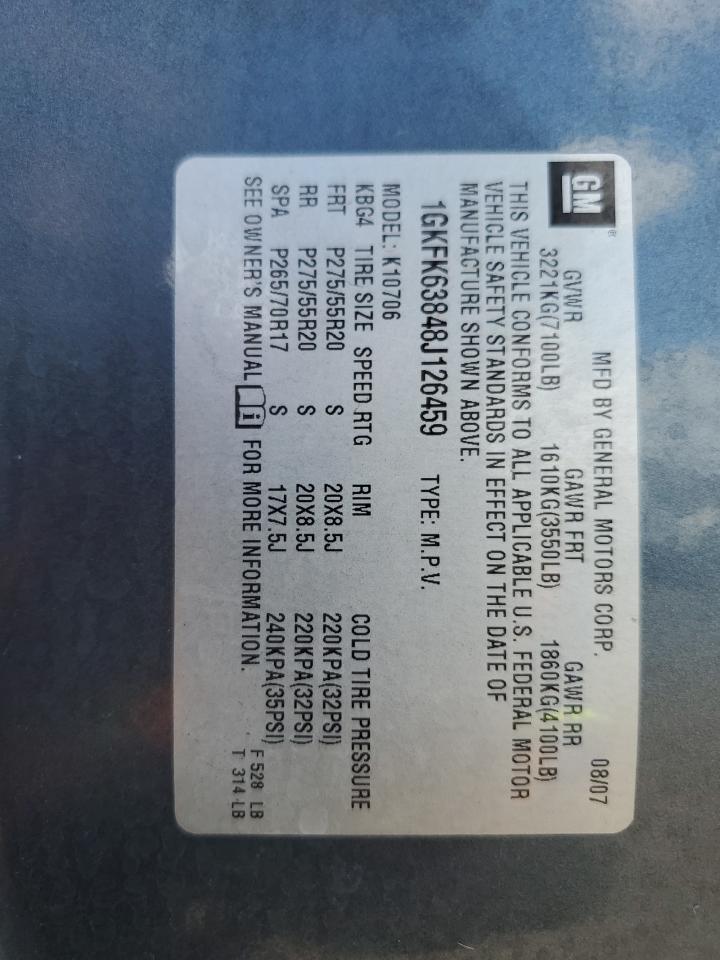 GM®
MFD BY GENERAL MOTORS CORP. 08/07
GVWR GAWR FRT GAWR RR
3221KG(7100LB) 1610KG(3550LB) 1860KG(4100LB)
THIS VEHICLE CONFORMS TO ALL APPLICABLE U.S. FEDERAL MOTOR
VEHICLE SAFETY STANDARDS IN EFFECT ON THE DATE OF
MANUFACTURE SHOWN ABOVE.
1GKFK63848J126459 TYPE: M.P.V.
MODEL: K10706
KBG4 TIRE SIZE SPEED RTG RIM COLD TIRE PRESSURE
FRT P275/55R20 S 20X8.5J 220KPA(32PSI)
RR P275/55R20 S 20X8.5J 220KPA(32PSI)
SPA P265/70R17 S 17X7.5J 240KPA(35PSI)
SEE OWNER'S MANUAL i FOR MORE INFORMATION. F 528 LB
T 314 LB